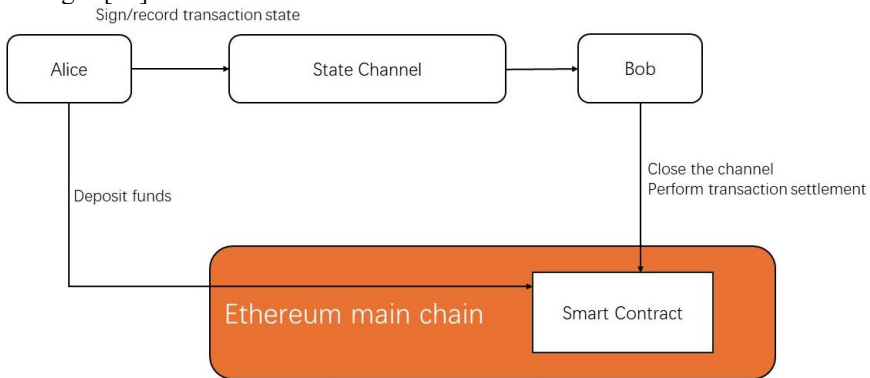 Sign/record transaction state
Alice
State Channel
Bob
Close the channel
Perform transaction settlement
Deposit funds
Ethereum main chain
Smart Contract